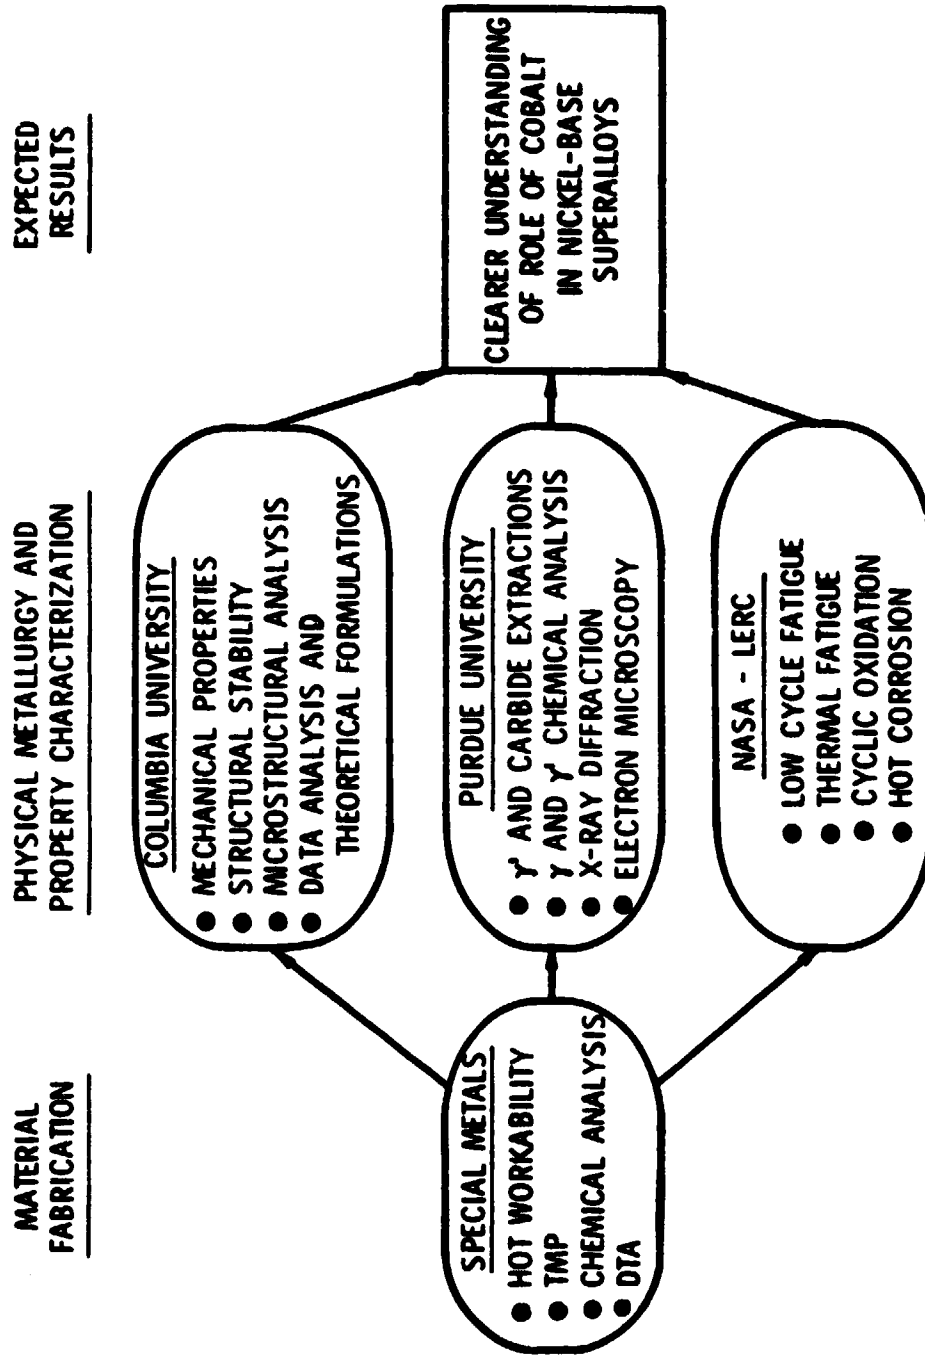 MATERIAL
FABRICATION
PHYSICAL METALLURGY AND
PROPERTY CHARACTERIZATION
EXPECTED
RESULTS
SPECIAL METALS
● HOT WORKABILITY
● TMP
● CHEMICAL ANALYSIS
● DTA
COLUMBIA UNIVERSITY
● MECHANICAL PROPERTIES
● STRUCTURAL STABILITY
● MICROSTRUCTURAL ANALYSIS
● DATA ANALYSIS AND
THEORETICAL FORMULATIONS
PURDUE UNIVERSITY
● γ' AND CARBIDE EXTRACTIONS
● γ AND γ' CHEMICAL ANALYSIS
● X-RAY DIFFRACTION
● ELECTRON MICROSCOPY
NASA - LERC
● LOW CYCLE FATIGUE
● THERMAL FATIGUE
● CYCLIC OXIDATION
● HOT CORROSION
CLEARER UNDERSTANDING
OF ROLE OF COBALT
IN NICKEL-BASE
SUPERALLOYS